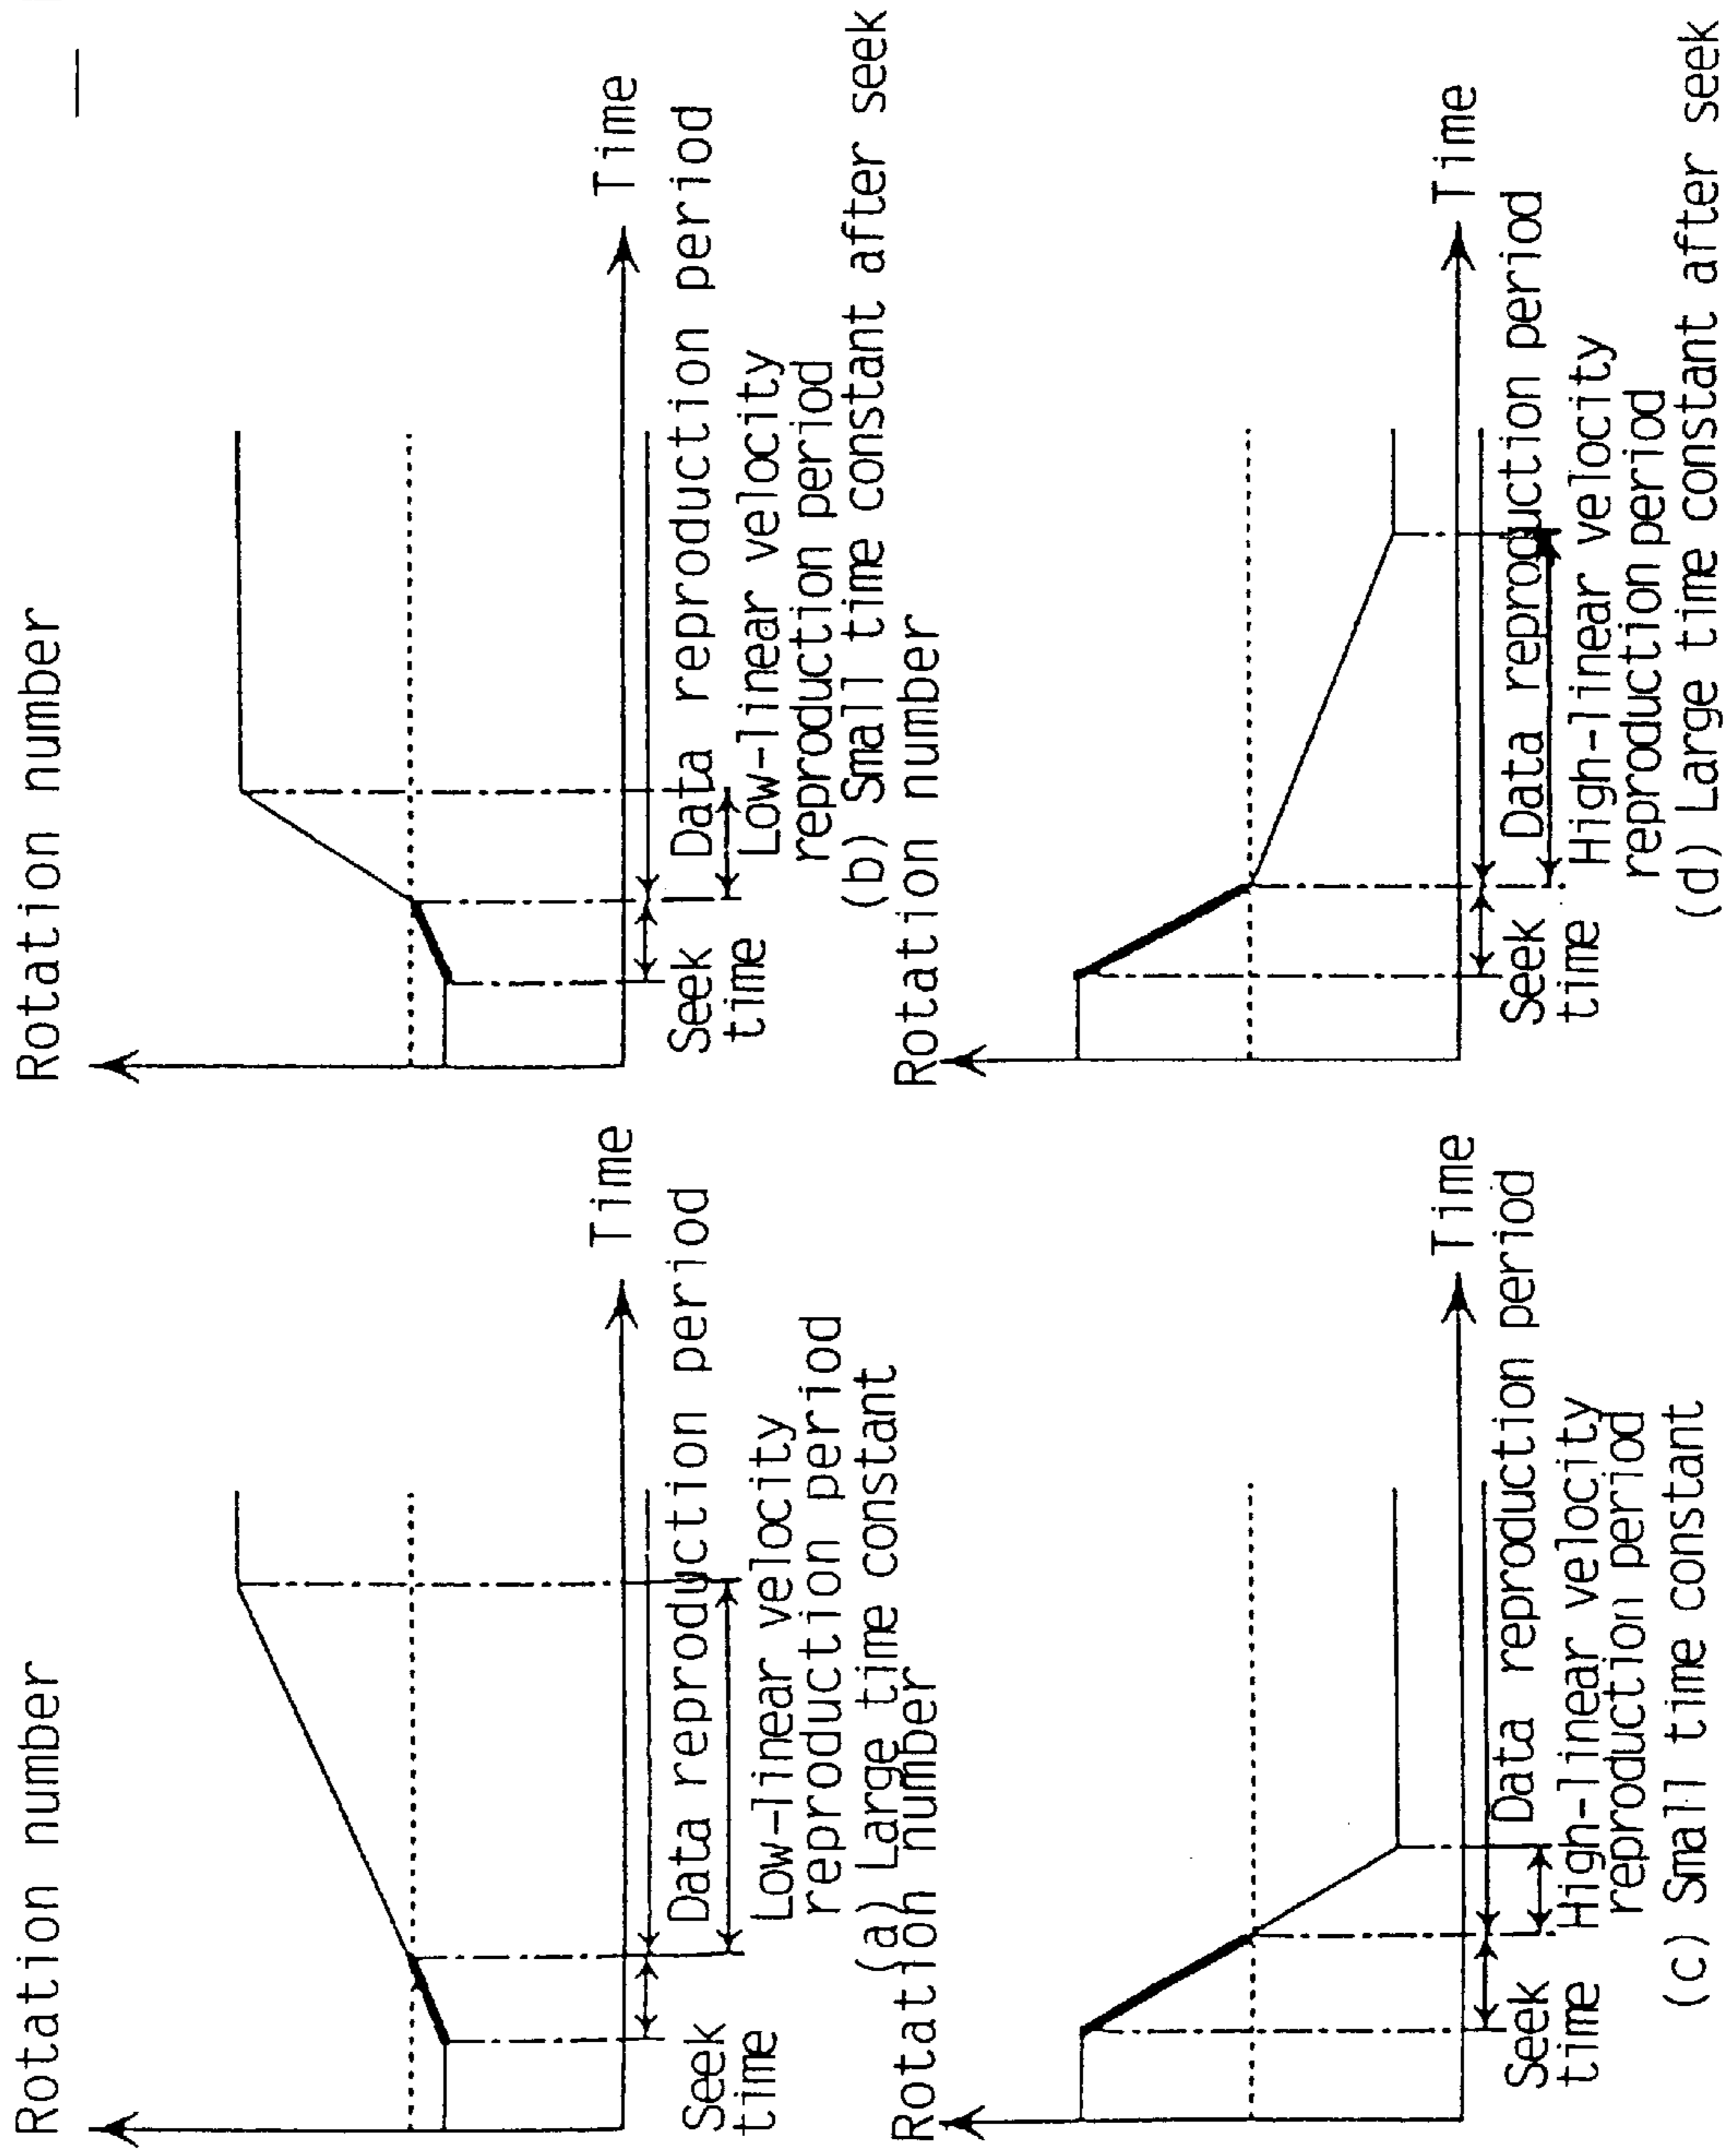 Rotation number
Time
Seek
time
Data reproduction period
Low-linear velocity
reproduction period
(a) Large time constant
Rotation number
Time
Seek
time
Data reproduction period
Low-linear velocity
reproduction period
(b) Small time constant after seek
Rotation number
Time
Seek
time
Data reproduction period
High-linear velocity
reproduction period
(c) Small time constant
Rotation number
Time
Seek
time
Data reproduction period
High-linear velocity
reproduction period
(d) Large time constant after seek